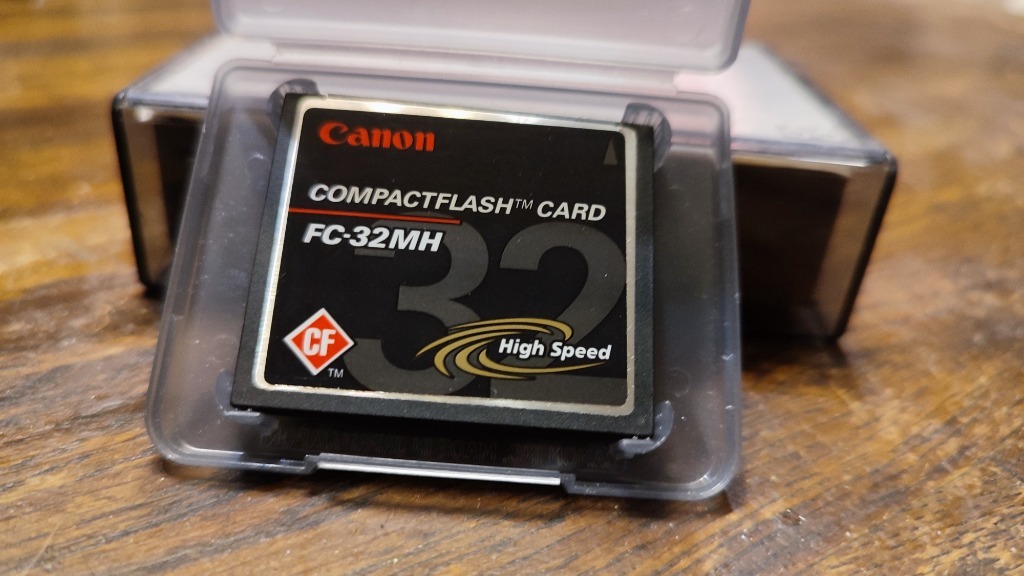 Canon
COMPACTFLASH™ CARD
FC-32MH
32
CF
TM
High Speed